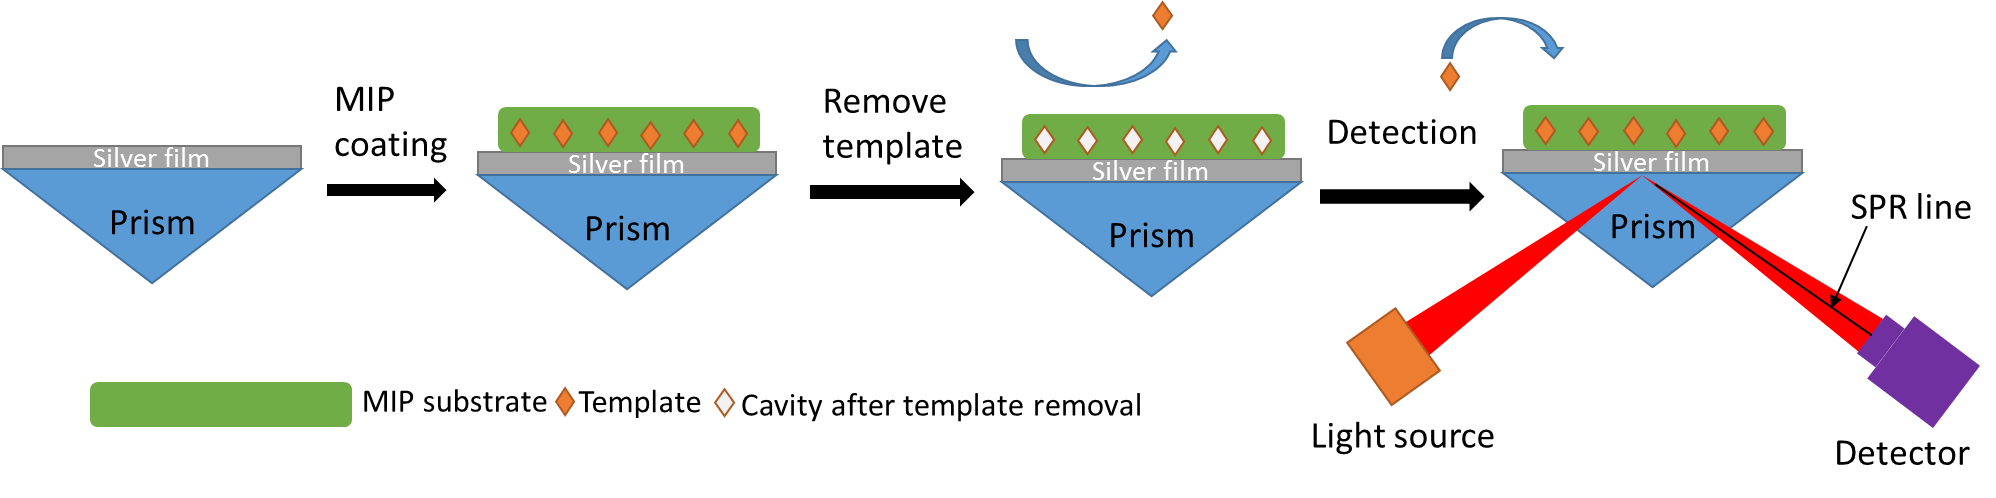 MIP
coating
Remove
template
Detection
Silver film
Silver film
Silver film
Silver film
Prism
Prism
Prism
Prism
SPR line
MIP substrate
Template
Cavity after template removal
Light source
Detector